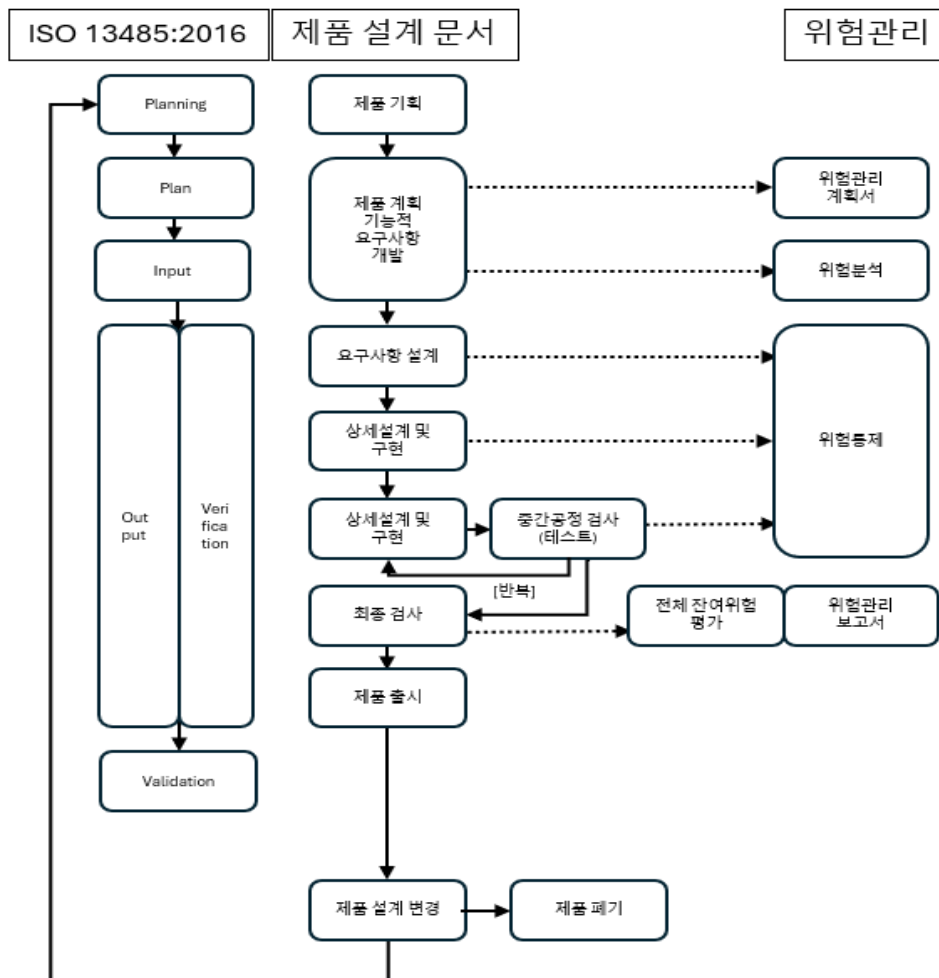 ISO 13485:2016
제품 설계 문서
위험관리
Planning
제품 기획
Plan
제품 계획
기능적
요구사항
개발
위험관리
계획서
Input
위험분석
요구사항 설계
상세설계 및
구현
위험통제
Out
put
Veri
fica
tion
상세설계 및
구현
중간공정 검사
(테스트)
[반복]
최종 검사
전체 잔여위험
평가
위험관리
보고서
제품 출시
Validation
제품 설계 변경
제품 폐기